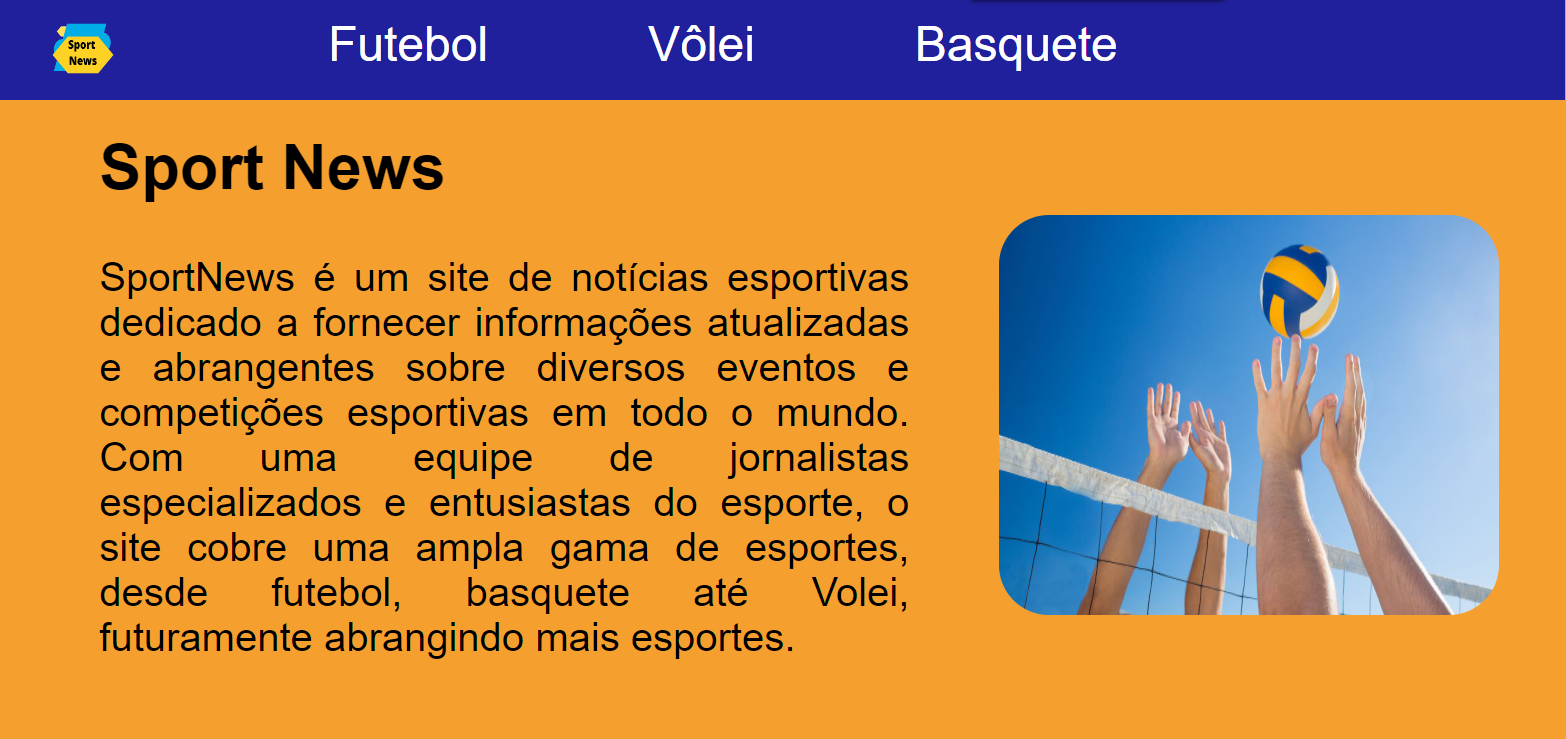 Sport
News
Futebol Vôlei Basquete
Sport News
SportNews é um site de notícias esportivas
dedicado a fornecer informações atualizadas
e abrangentes sobre diversos eventos e
competições esportivas em todo o mundo.
Com uma equipe de jornalistas
especializados e entusiastas do esporte, o
site cobre uma ampla gama de esportes,
desde futebol, basquete até Volei,
futuramente abrangindo mais esportes.